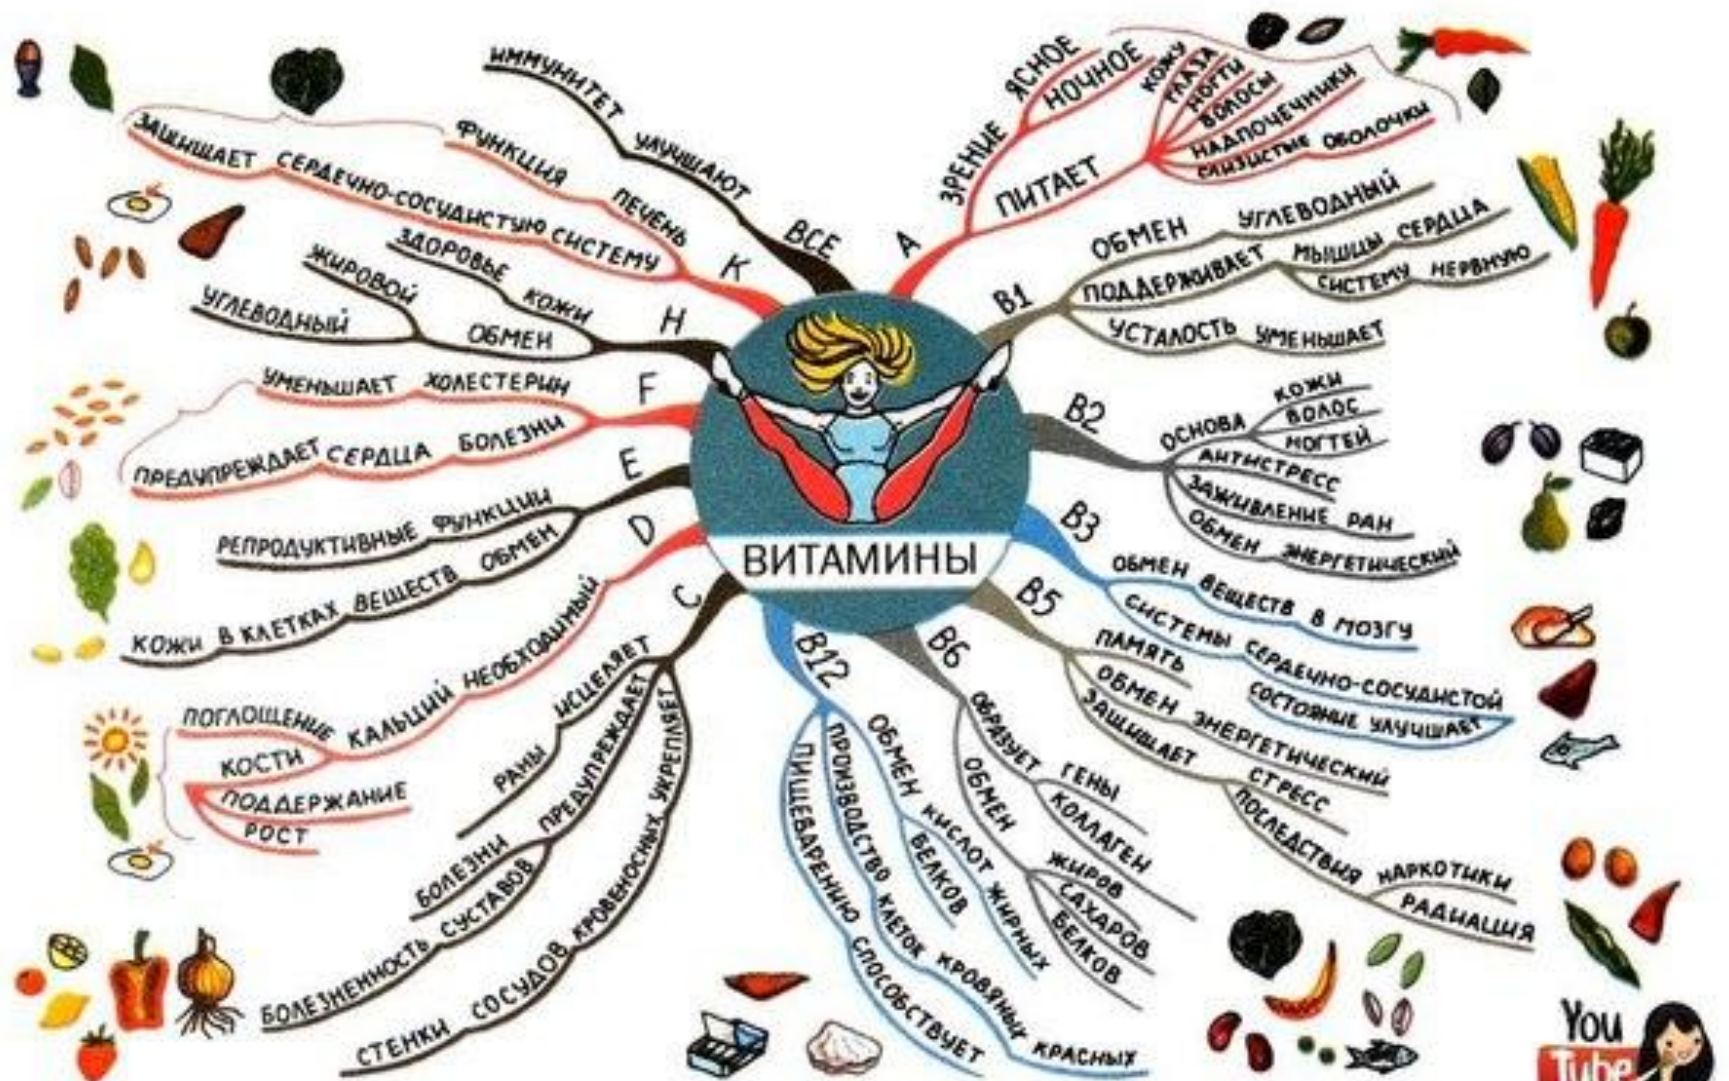 ВИТАМИНЫ
ВСЕ
УЛУЧШАЮТ
ИММУНИТЕТ
А
ЗРЕНИЕ
ЯСНОЕ
НОЧНОЕ
ПИТАЕТ
КОЖУ
ГЛАЗА
НОГТИ
ВОЛОСЫ
НАДПОЧЕЧНИКИ
СЛИЗИСТЫЕ ОБОЛОЧКИ
В1
ОБМЕН УГЛЕВОДНЫЙ
ПОДДЕРЖИВАЕТ
МЫШЦЫ СЕРДЦА
СИСТЕМУ НЕРВНУЮ
УСТАЛОСТЬ УМЕНЬШАЕТ
В2
ОСНОВА
КОЖИ
ВОЛОС
НОГТЕЙ
АНТИСТРЕСС
ЗАЖИВЛЕНИЕ РАН
ОБМЕН ЭНЕРГЕТИЧЕСКИЙ
В3
ОБМЕН ВЕЩЕСТВ В МОЗГУ
СИСТЕМЫ СЕРДЕЧНО-СОСУДИСТОЙ
СОСТОЯНИЕ УЛУЧШАЕТ
В5
ПАМЯТЬ
ОБМЕН ЭНЕРГЕТИЧЕСКИЙ
ЗАЩИЩАЕТ
СТРЕСС
ПОСЛЕДСТВИЯ
НАРКОТИКИ
РАДИАЦИЯ
В6
ОБРАЗУЕТ
ГЕНЫ
КОЛЛАГЕН
ОБМЕН
ЖИРОВ
САХАРОВ
БЕЛКОВ
В12
ОБМЕН
КИСЛОТ ЖИРНЫХ
БЕЛКОВ
ПРОИЗВОДСТВО КЛЕТОК КРОВЯНЫХ КРАСНЫХ
ПИЩЕВАРЕНИЮ СПОСОБСТВУЕТ
С
ИСЦЕЛЯЕТ
РАНЫ
ПРЕДУПРЕЖДАЕТ
БОЛЕЗНИ
БОЛЕЗНЕННОСТЬ СУСТАВОВ
УКРЕПЛЯЕТ
СТЕНКИ СОСУДОВ КРОВЕНОСНЫХ
D
НЕОБХОДИМЫЙ
КАЛЬЦИЙ
ПОГЛОЩЕНИЕ
КОСТИ
ПОДДЕРЖАНИЕ
РОСТ
Е
РЕПРОДУКТИВНЫЕ ФУНКЦИИ
КОЖИ В КЛЕТКАХ ВЕЩЕСТВ ОБМЕН
F
УМЕНЬШАЕТ ХОЛЕСТЕРИН
ПРЕДУПРЕЖДАЕТ СЕРДЦА БОЛЕЗНИ
Н
ЗДОРОВЬЕ КОЖИ
ОБМЕН
ЖИРОВОЙ
УГЛЕВОДНЫЙ
К
ФУНКЦИЯ ПЕЧЕНЬ
ЗАЩИЩАЕТ СЕРДЕЧНО-СОСУДИСТУЮ СИСТЕМУ
You
Tube